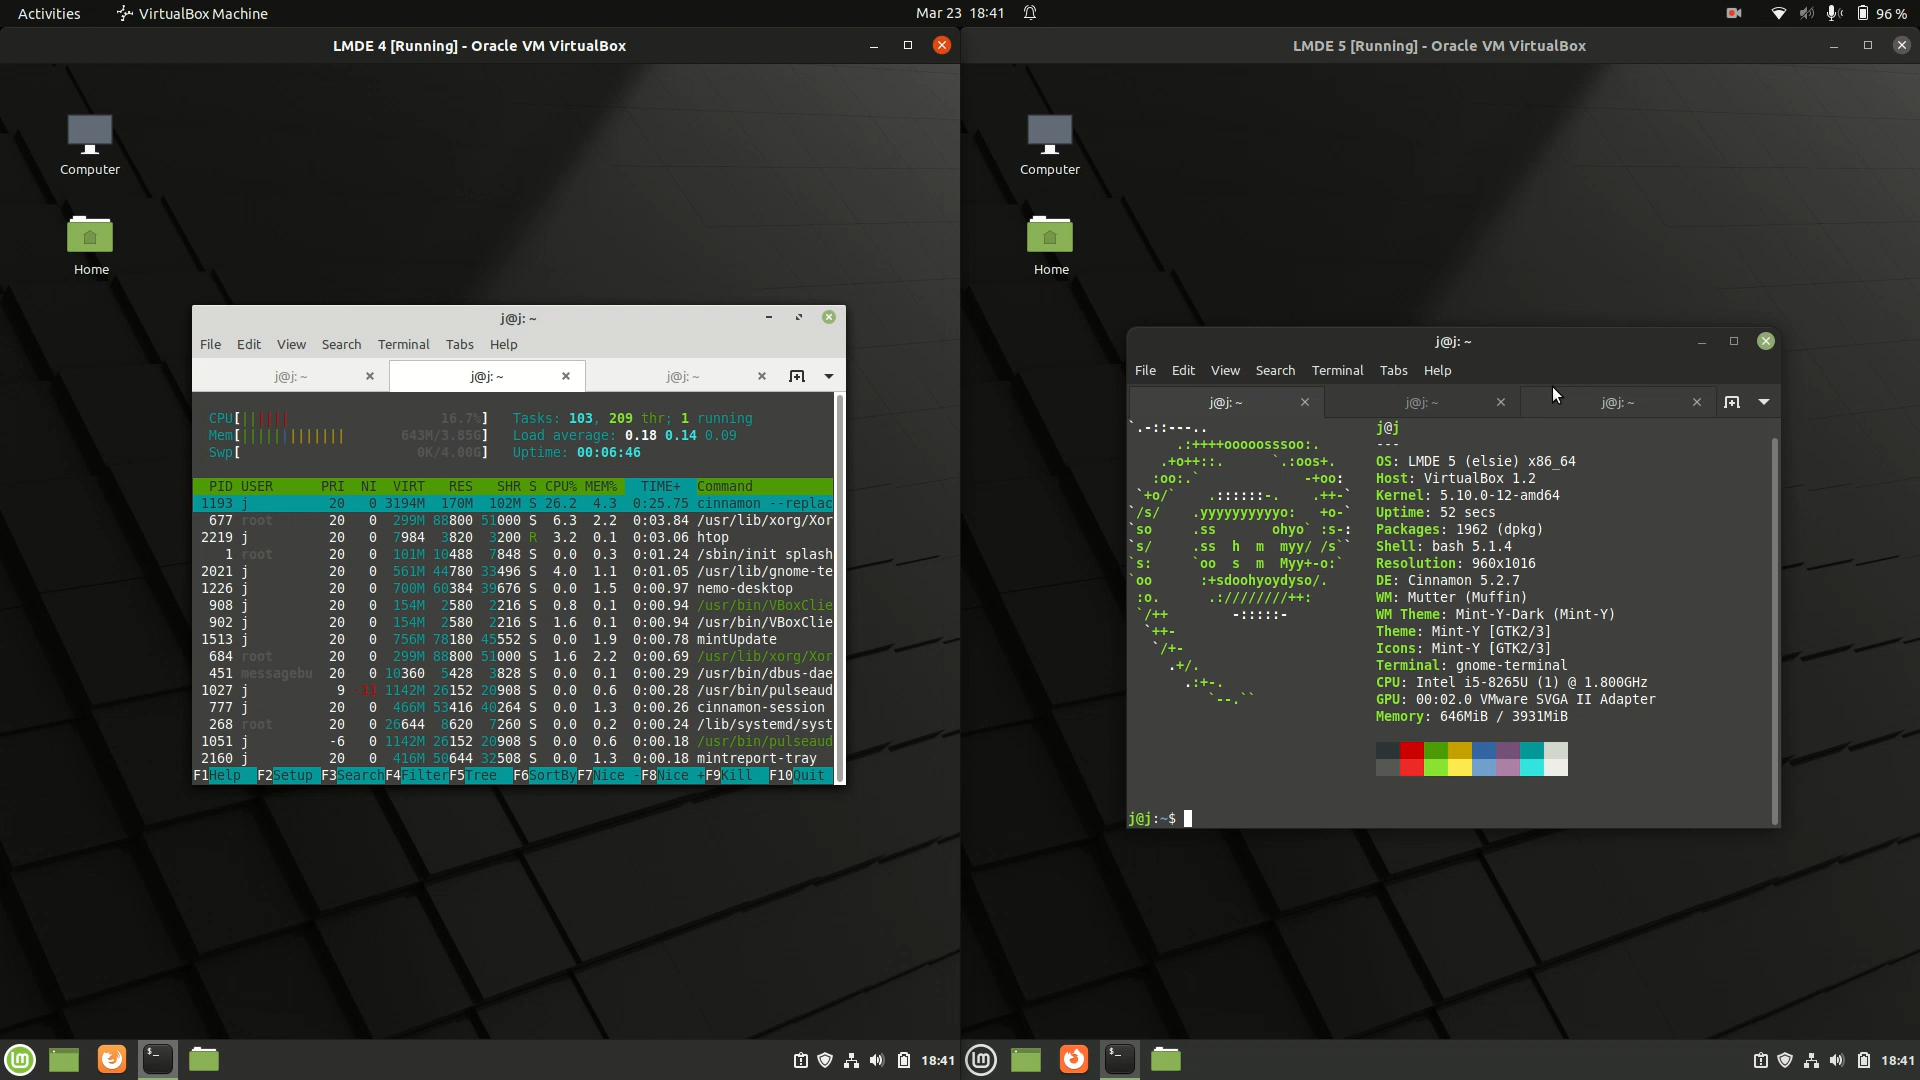 Activities VirtualBox Machine Mar 23 18:41 96 %
LMDE 4 [Running] - Oracle VM VirtualBox
Computer
Home
j@j: ~
File Edit View Search Terminal Tabs Help
j@j: ~ j@j: ~ j@j: ~
CPU[||||||| 16.7%] Tasks: 103, 209 thr; 1 running
Mem[||||||||||||| 643M/3.85G] Load average: 0.18 0.14 0.09
Swp[ 0K/4.00G] Uptime: 00:06:46
PID USER PRI NI VIRT RES SHR S CPU% MEM% TIME+ Command
1193 j 20 0 3194M 170M 102M S 26.2 4.3 0:25.75 cinnamon --replac
677 root 20 0 299M 88800 51000 S 6.3 2.2 0:03.84 /usr/lib/xorg/Xor
2219 j 20 0 7984 3820 3200 R 3.2 0.1 0:03.06 htop
1 root 20 0 101M 10488 7848 S 0.0 0.3 0:01.24 /sbin/init splash
2021 j 20 0 561M 44780 33496 S 4.0 1.1 0:01.05 /usr/lib/gnome-te
1226 j 20 0 700M 60384 39676 S 0.0 1.5 0:00.97 nemo-desktop
908 j 20 0 154M 2580 2216 S 0.8 0.1 0:00.94 /usr/bin/VBoxClie
902 j 20 0 154M 2580 2216 S 1.6 0.1 0:00.94 /usr/bin/VBoxClie
1513 j 20 0 756M 78180 45552 S 0.0 1.9 0:00.78 mintUpdate
684 root 20 0 299M 88800 51000 S 1.6 2.2 0:00.69 /usr/lib/xorg/Xor
451 messagebu 20 0 10360 5428 3828 S 0.0 0.1 0:00.29 /usr/bin/dbus-dae
1027 j 9 -11 1142M 26152 20908 S 0.0 0.6 0:00.28 /usr/bin/pulseaud
777 j 20 0 466M 53416 40264 S 0.0 1.3 0:00.26 cinnamon-session
268 root 20 0 26644 8620 7260 S 0.0 0.2 0:00.24 /lib/systemd/syst
1051 j -6 0 1142M 26152 20908 S 0.0 0.6 0:00.18 /usr/bin/pulseaud
2160 j 20 0 416M 50644 32508 S 0.0 1.3 0:00.18 mintreport-tray
F1Help F2Setup F3SearchF4FilterF5Tree F6SortByF7Nice -F8Nice +F9Kill F10Quit
18:41
LMDE 5 [Running] - Oracle VM VirtualBox
Computer
Home
j@j: ~
File Edit View Search Terminal Tabs Help
j@j: ~ j@j: ~ j@j: ~
`.-::---.. j@j
.:++++ooooosssoo:. ---
.+o++::. `.:oos+. OS: LMDE 5 (elsie) x86_64
:oo:.` -+oo: Host: VirtualBox 1.2
`+o/` .::::::-. .++-` Kernel: 5.10.0-12-amd64
`/s/ .yyyyyyyyyyo: +o-` Uptime: 52 secs
`so .ss ohyo` :s-: Packages: 1962 (dpkg)
`s/ .ss h m myy/ /s`` Shell: bash 5.1.4
`s: `oo s m Myy+-o:` Resolution: 960x1016
`oo :+sdoohyoydyso/. DE: Cinnamon 5.2.7
:o. .:////////++: WM: Mutter (Muffin)
`/++ -:::::- WM Theme: Mint-Y-Dark (Mint-Y)
`++- Theme: Mint-Y [GTK2/3]
`/+- Icons: Mint-Y [GTK2/3]
.+/. Terminal: gnome-terminal
.:+-. CPU: Intel i5-8265U (1) @ 1.800GHz
`--.`` GPU: 00:02.0 VMware SVGA II Adapter
Memory: 646MiB / 3931MiB
j@j:~$
18:41